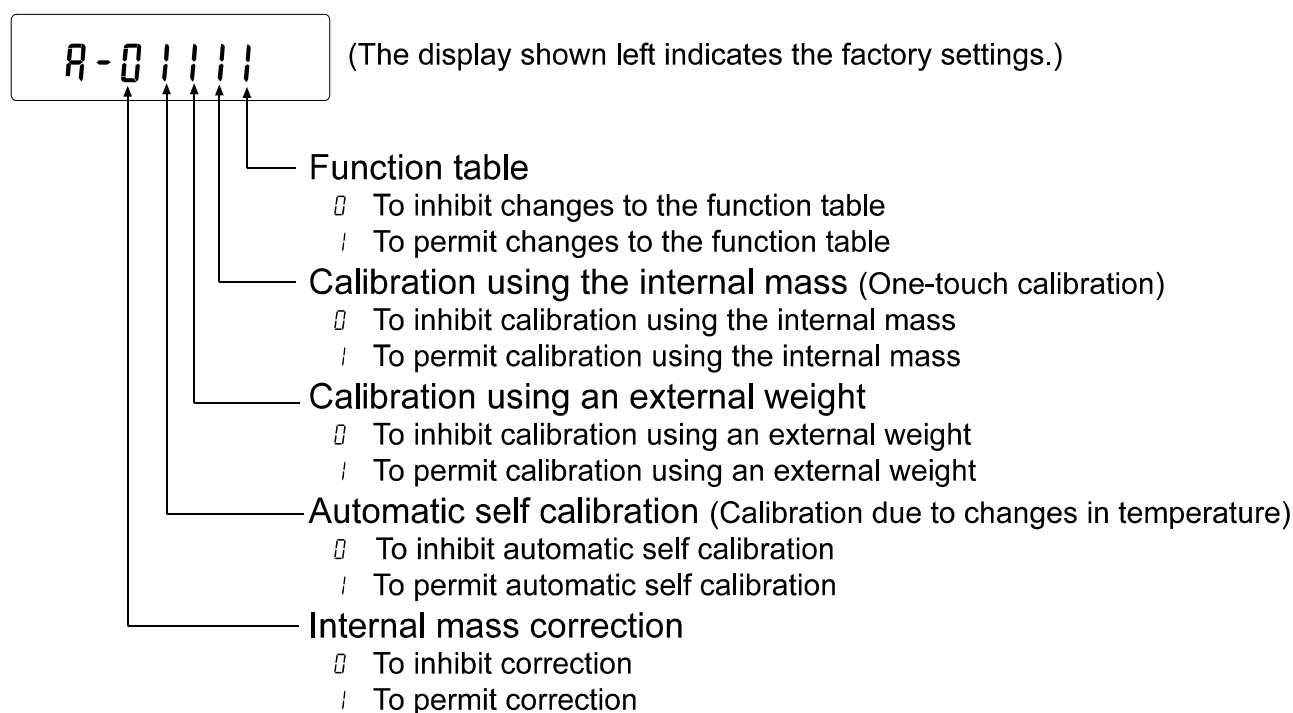 A-01111 (The display shown left indicates the factory settings.)
Function table
0 To inhibit changes to the function table
1 To permit changes to the function table
Calibration using the internal mass (One-touch calibration)
0 To inhibit calibration using the internal mass
1 To permit calibration using the internal mass
Calibration using an external weight
0 To inhibit calibration using an external weight
1 To permit calibration using an external weight
Automatic self calibration (Calibration due to changes in temperature)
0 To inhibit automatic self calibration
1 To permit automatic self calibration
Internal mass correction
0 To inhibit correction
1 To permit correction